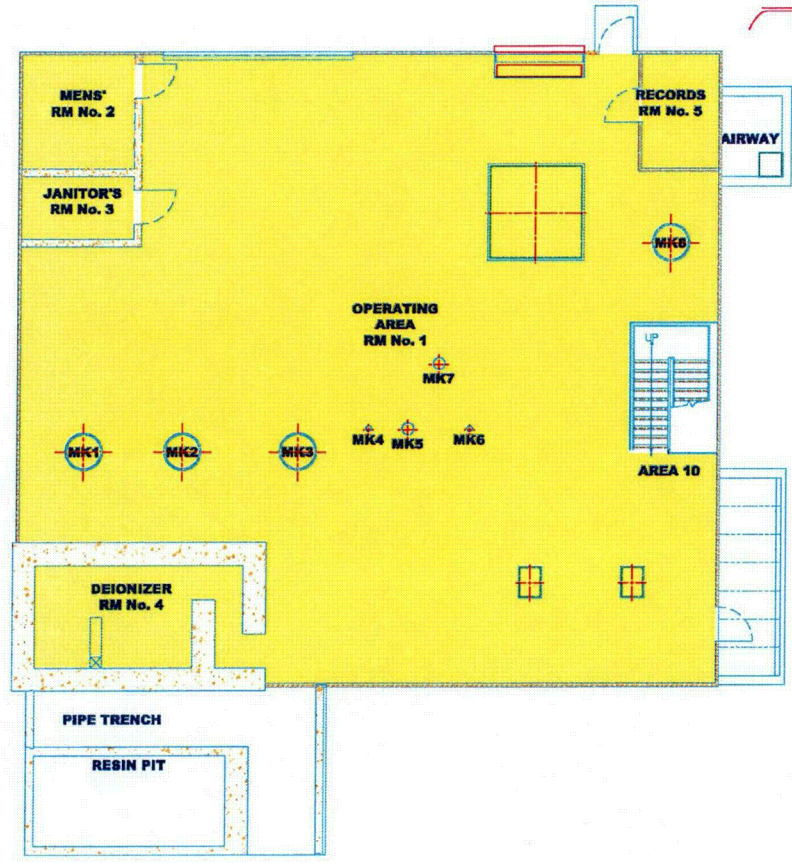 MENS'
RM No. 2
RECORDS
RM No. 5
AIRWAY
JANITOR'S
RM No. 3
MK8
OPERATING
AREA
RM No. 1
UP
MK7
MK4
MK5
MK6
MK1
MK2
MK3
AREA 10
DEIONIZER
RM No. 4
PIPE TRENCH
RESIN PIT